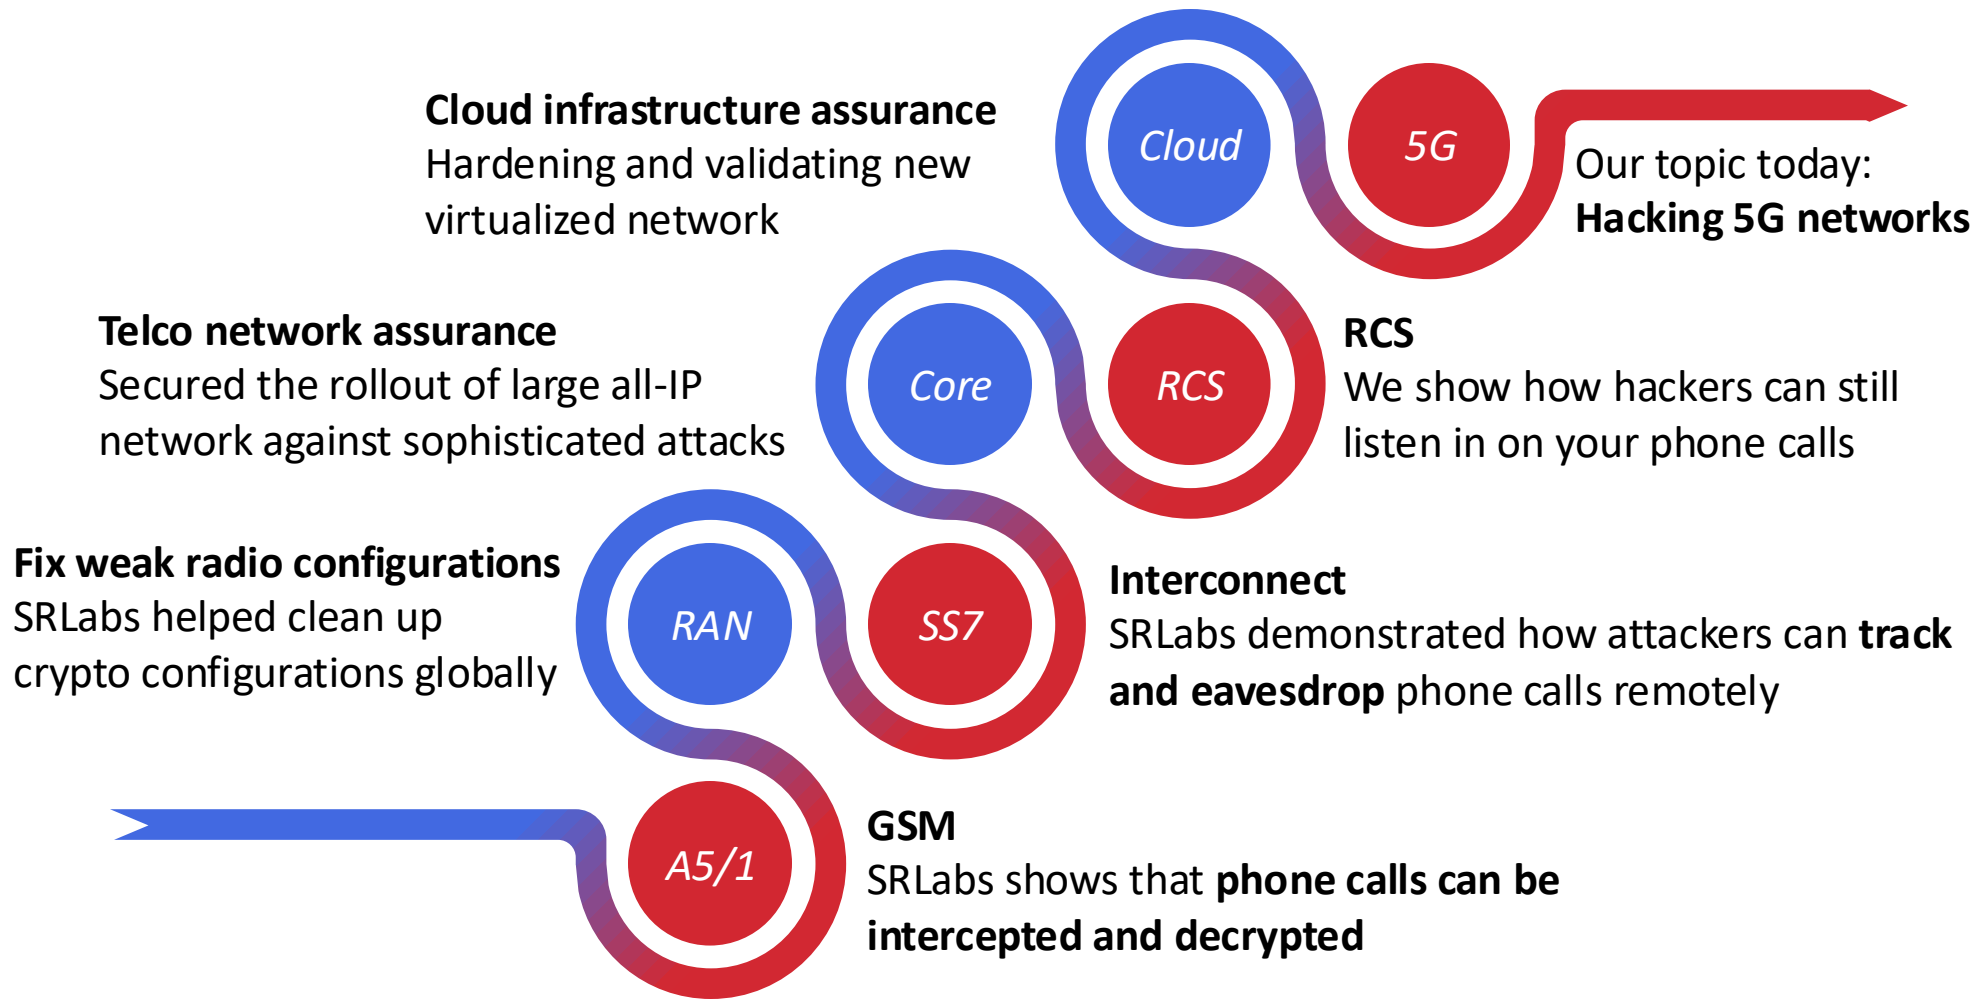 Cloud infrastructure assurance
Hardening and validating new
virtualized network
Cloud
5G
Our topic today:
Hacking 5G networks
Telco network assurance
Secured the rollout of large all-IP
network against sophisticated attacks
Core
RCS
RCS
We show how hackers can still
listen in on your phone calls
Fix weak radio configurations
SRLabs helped clean up
crypto configurations globally
RAN
SS7
Interconnect
SRLabs demonstrated how attackers can track
and eavesdrop phone calls remotely
A5/1
GSM
SRLabs shows that phone calls can be
intercepted and decrypted